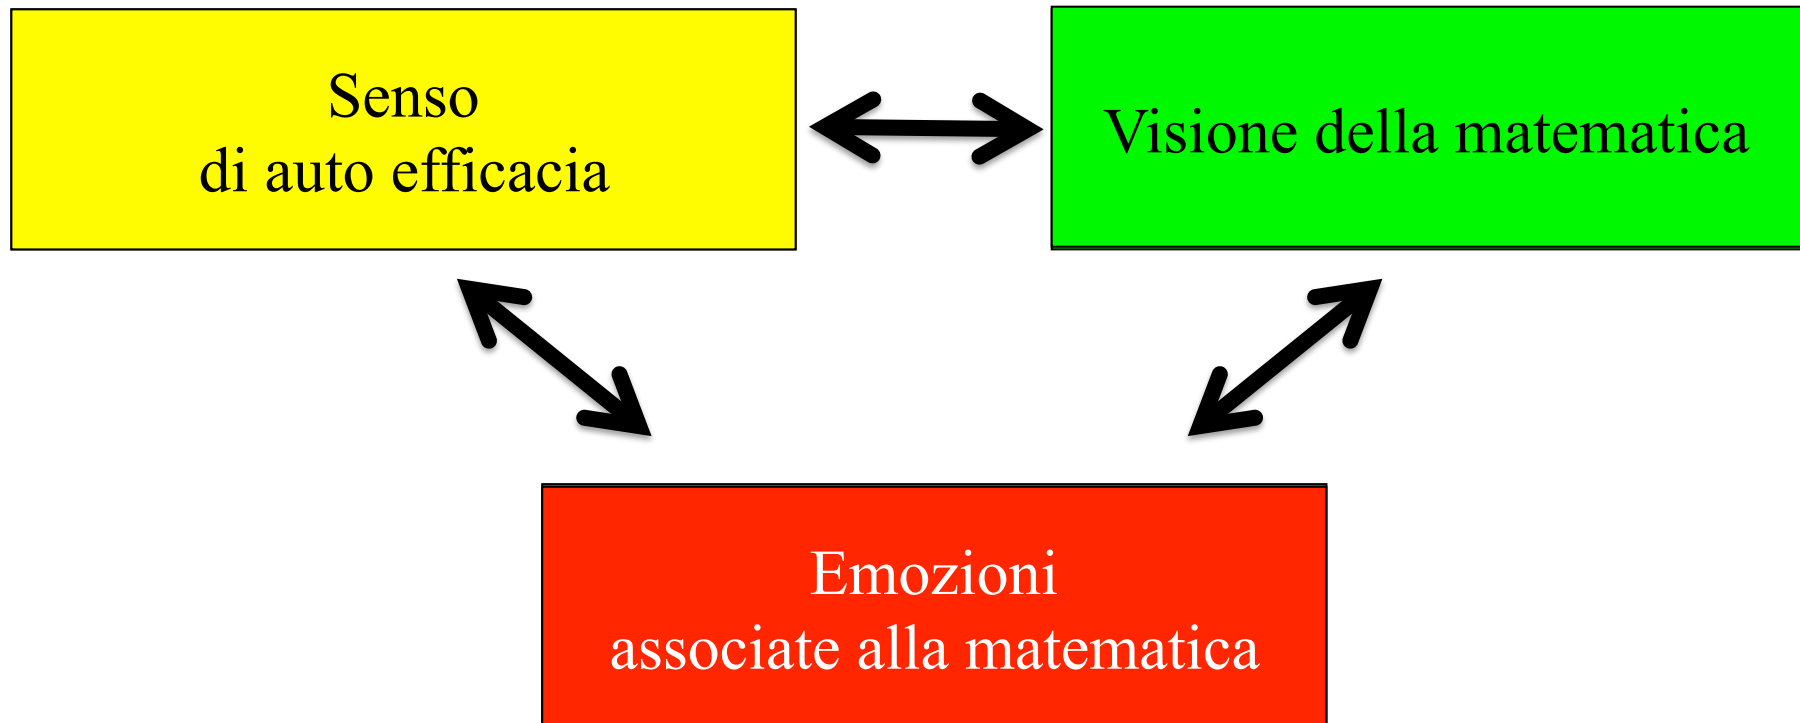 Senso
di auto efficacia
Visione della matematica
Emozioni
associate alla matematica